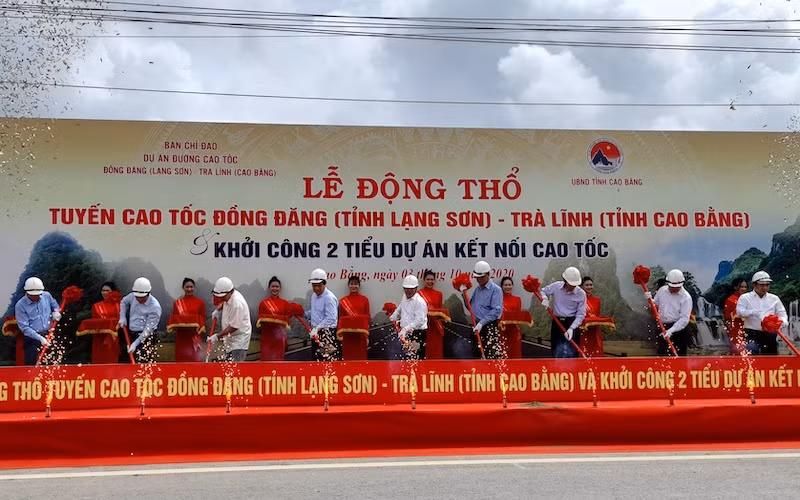 BAN CHỈ ĐẠO
DỰ ÁN ĐƯỜNG CAO TỐC
ĐỒNG ĐĂNG (LẠNG SƠN) - TRÀ LĨNH (CAO BẰNG)
UBND TỈNH CAO BẰNG
LỄ ĐỘNG THỔ
TUYẾN CAO TỐC ĐỒNG ĐĂNG (TỈNH LẠNG SƠN) - TRÀ LĨNH (TỈNH CAO BẰNG)
& KHỞI CÔNG 2 TIỂU DỰ ÁN KẾT NỐI CAO TỐC
Cao Bằng, ngày 03 tháng 10 năm 2020
THỔ TUYẾN CAO TỐC ĐỒNG ĐĂNG (TỈNH LẠNG SƠN) - TRÀ LĨNH (TỈNH CAO BẰNG) VÀ KHỞI CÔNG 2 TIỂU DỰ ÁN KẾT